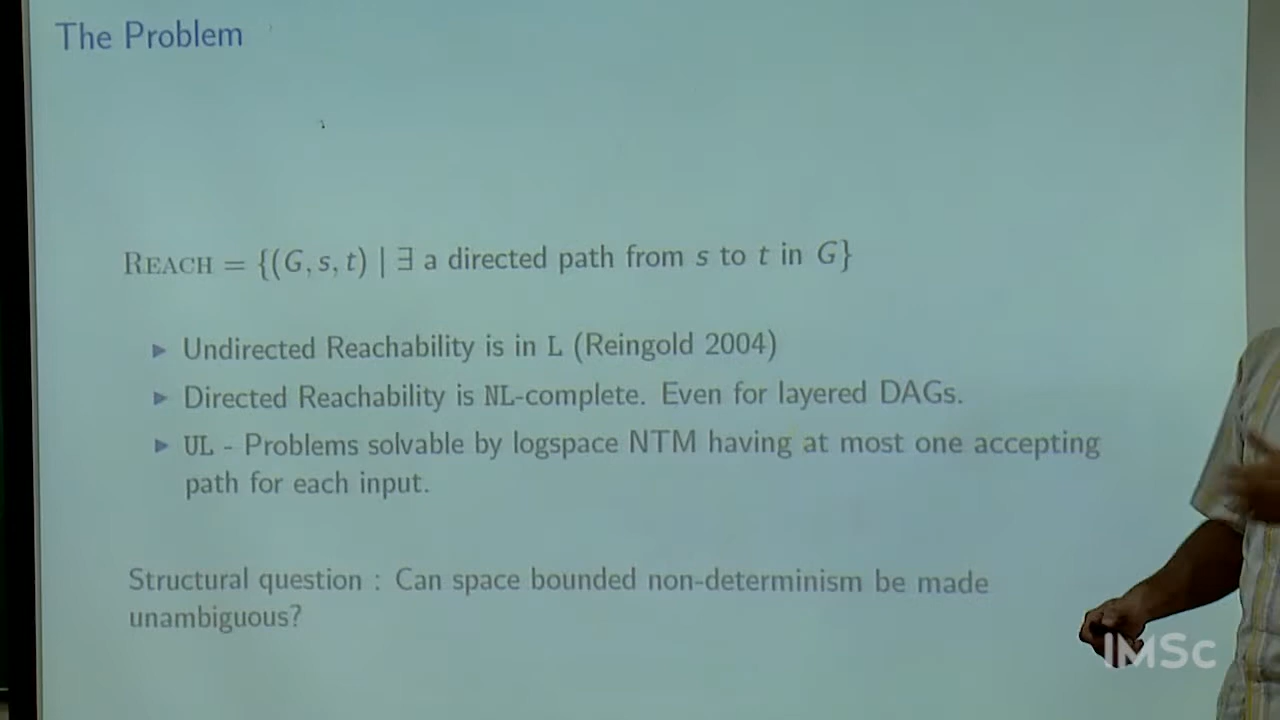 The Problem
REACH = {(G, s, t) | ∃ a directed path from s to t in G}
▶ Undirected Reachability is in L (Reingold 2004)
▶ Directed Reachability is NL-complete. Even for layered DAGs.
▶ UL - Problems solvable by logspace NTM having at most one accepting
path for each input.
Structural question : Can space bounded non-determinism be made
unambiguous?
IMSc